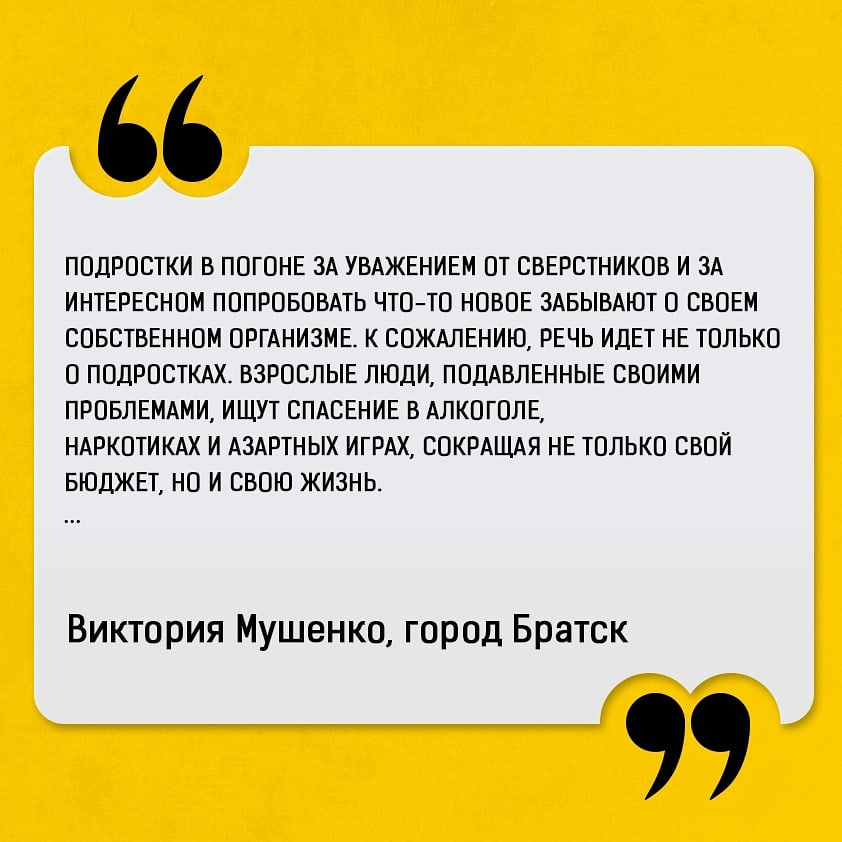 ПОДРОСТКИ В ПОГОНЕ ЗА УВАЖЕНИЕМ ОТ СВЕРСТНИКОВ И ЗА
ИНТЕРЕСНОМ ПОПРОБОВАТЬ ЧТО-ТО НОВОЕ ЗАБЫВАЮТ О СВОЕМ
СОБСТВЕННОМ ОРГАНИЗМЕ. К СОЖАЛЕНИЮ, РЕЧЬ ИДЕТ НЕ ТОЛЬКО
О ПОДРОСТКАХ. ВЗРОСЛЫЕ ЛЮДИ, ПОДАВЛЕННЫЕ СВОИМИ
ПРОБЛЕМАМИ, ИЩУТ СПАСЕНИЕ В АЛКОГОЛЕ,
НАРКОТИКАХ И АЗАРТНЫХ ИГРАХ, СОКРАЩАЯ НЕ ТОЛЬКО СВОЙ
БЮДЖЕТ, НО И СВОЮ ЖИЗНЬ.
...
Виктория Мушенко, город Братск